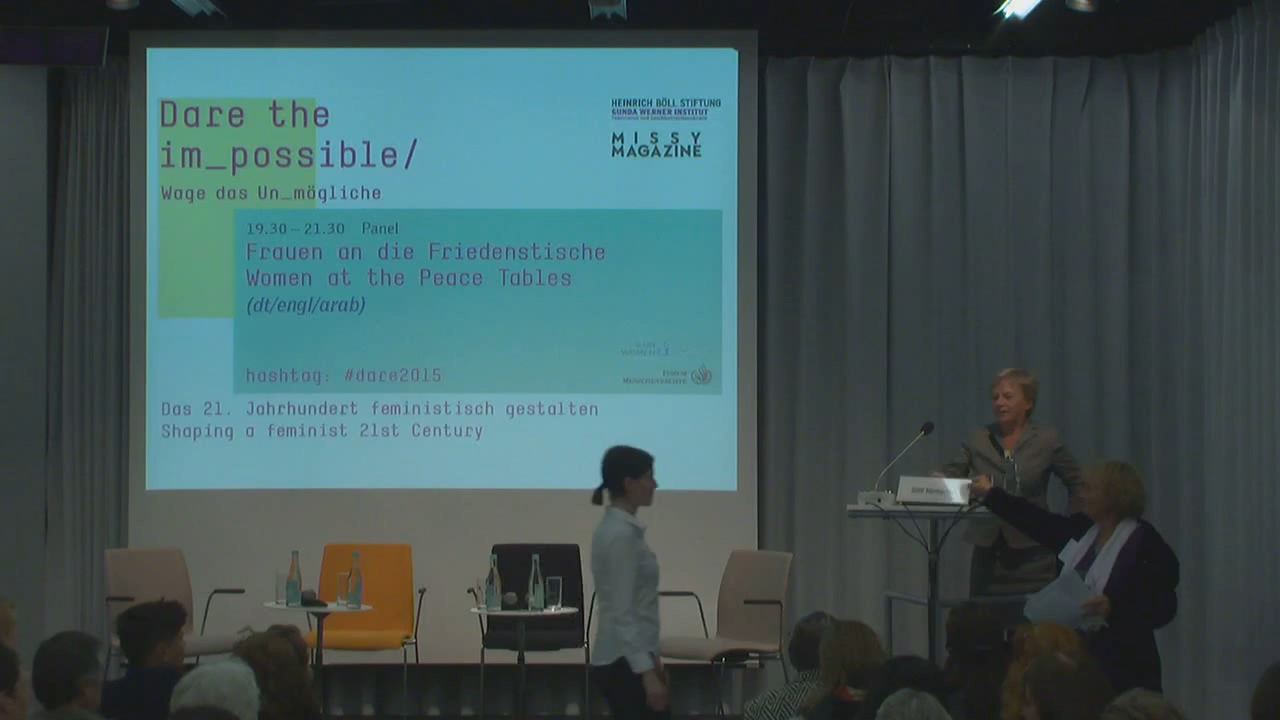 Dare the
im_possible/
Wage das Un_mögliche
HEINRICH BÖLL STIFTUNG
GUNDA WERNER INSTITUT
MISSY
MAGAZINE
19.30 – 21.30 Panel
Frauen an die Friedenstische
Women at the Peace Tables
(dt/engl/arab)
hashtag: #dare2015
Das 21. Jahrhundert feministisch gestalten
Shaping a feminist 21st Century